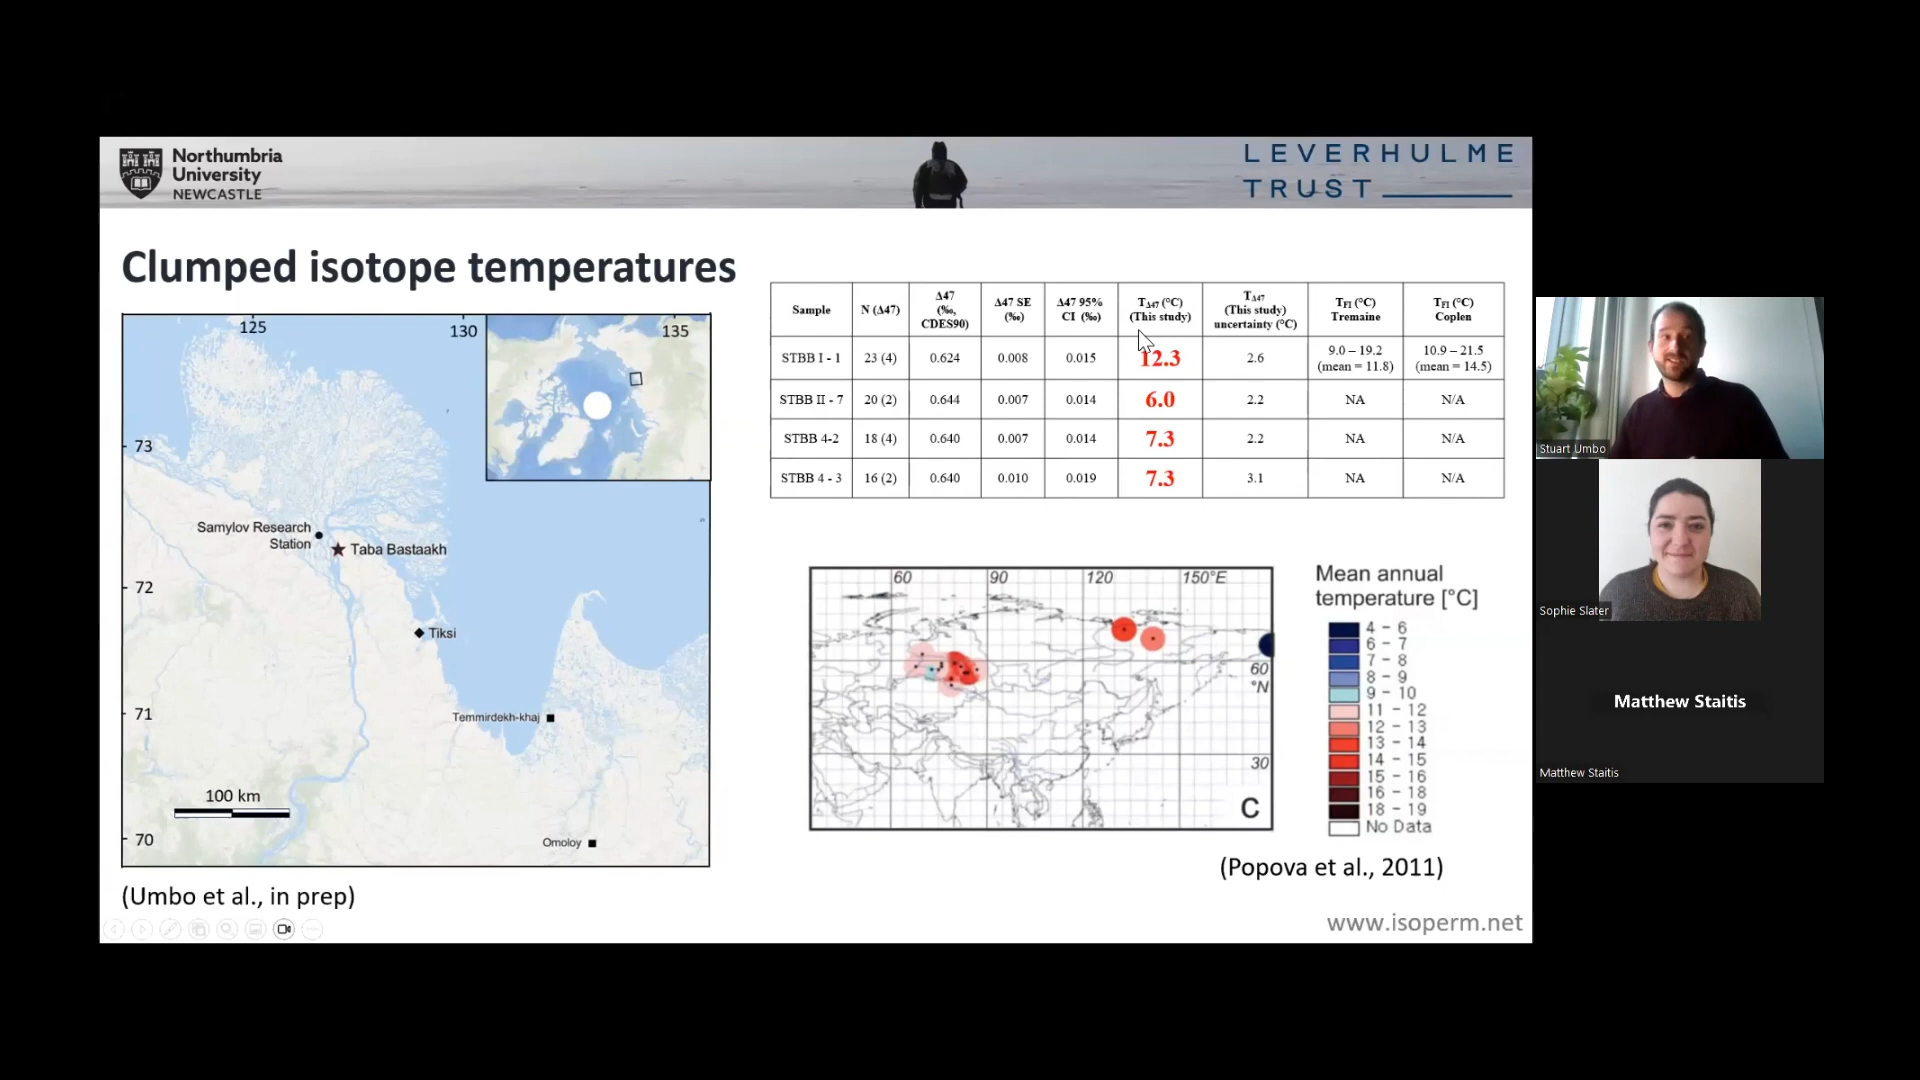 Northumbria
University
NEWCASTLE
LEVERHULME
TRUST
Clumped isotope temperatures
125
130
135
73
72
71
70
Samylov Research
Station
Taba Bastaakh
Tiksi
Temmirdekh-khaj
Omoloy
100 km
(Umbo et al., in prep)
Sample N (Δ47) Δ47 (‰, CDES90) Δ47 SE (‰) Δ47 95% CI (‰) TΔ47 (°C) (This study) TΔ47 (This study) uncertainty (°C) TFI (°C) Tremaine TFI (°C) Coplen
STBB I - 1 23 (4) 0.624 0.008 0.015 12.3 2.6 9.0 – 19.2 (mean = 11.8) 10.9 – 21.5 (mean = 14.5)
STBB II - 7 20 (2) 0.644 0.007 0.014 6.0 2.2 NA N/A
STBB 4-2 18 (4) 0.640 0.007 0.014 7.3 2.2 NA N/A
STBB 4 - 3 16 (2) 0.640 0.010 0.019 7.3 3.1 NA N/A
60
90
120
150°E
60
°N
30
C
Mean annual
temperature [°C]
4 - 6
6 - 7
7 - 8
8 - 9
9 - 10
11 - 12
12 - 13
13 - 14
14 - 15
15 - 16
16 - 18
18 - 19
No Data
(Popova et al., 2011)
www.isoperm.net
Stuart Umbo
Sophie Slater
Matthew Staitis
Matthew Staitis